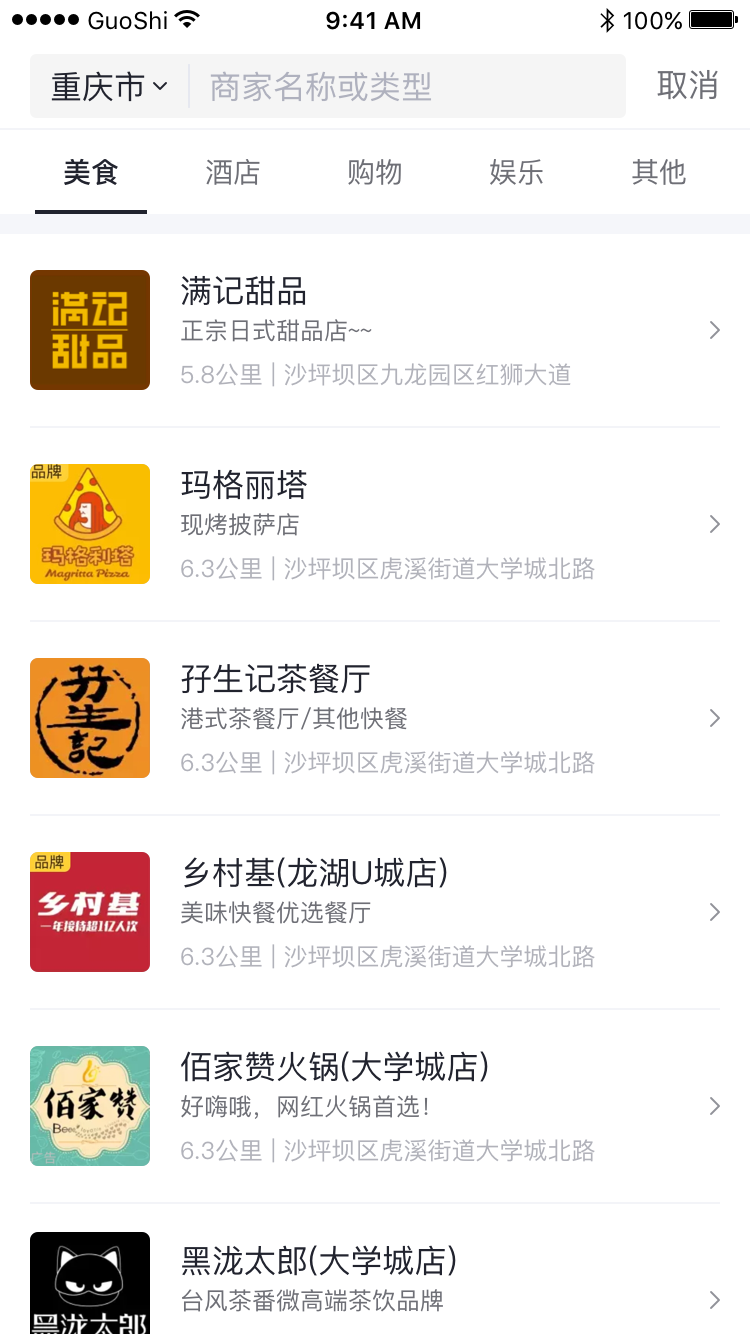 GuoShi 9:41 AM 100%
重庆市 商家名称或类型 取消
美食 酒店 购物 娱乐 其他
满记
甜品
满记甜品
正宗日式甜品店~~
5.8公里 | 沙坪坝区九龙园区红狮大道
品牌
玛格利塔
Magritta Pizza
玛格丽塔
现烤披萨店
6.3公里 | 沙坪坝区虎溪街道大学城北路
孖生記
孖生记茶餐厅
港式茶餐厅/其他快餐
6.3公里 | 沙坪坝区虎溪街道大学城北路
品牌
乡村基
一年接待超1亿人次
乡村基(龙湖U城店)
美味快餐优选餐厅
6.3公里 | 沙坪坝区虎溪街道大学城北路
佰家赞
广告
佰家赞火锅(大学城店)
好嗨哦，网红火锅首选！
6.3公里 | 沙坪坝区虎溪街道大学城北路
黑泷太郎
黑泷太郎(大学城店)
台风茶番微高端茶饮品牌